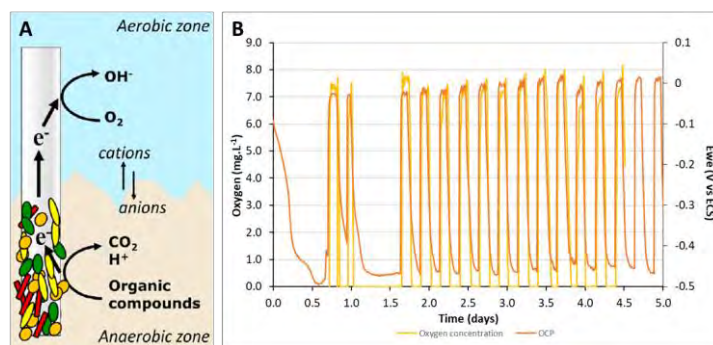 A
Aerobic zone
OH-
O2
e-
cations
anions
e-
CO2
H+
Organic
compounds
Anaerobic zone
B
9.0
8.0
7.0
6.0
5.0
4.0
3.0
2.0
1.0
0.0
Oxygen (mg.L-1)
0.1
0
-0.1
-0.2
-0.3
-0.4
-0.5
Ewe (V vs ECS)
0.0 0.5 1.0 1.5 2.0 2.5 3.0 3.5 4.0 4.5 5.0
Time (days)
Oxygen concentration OCP